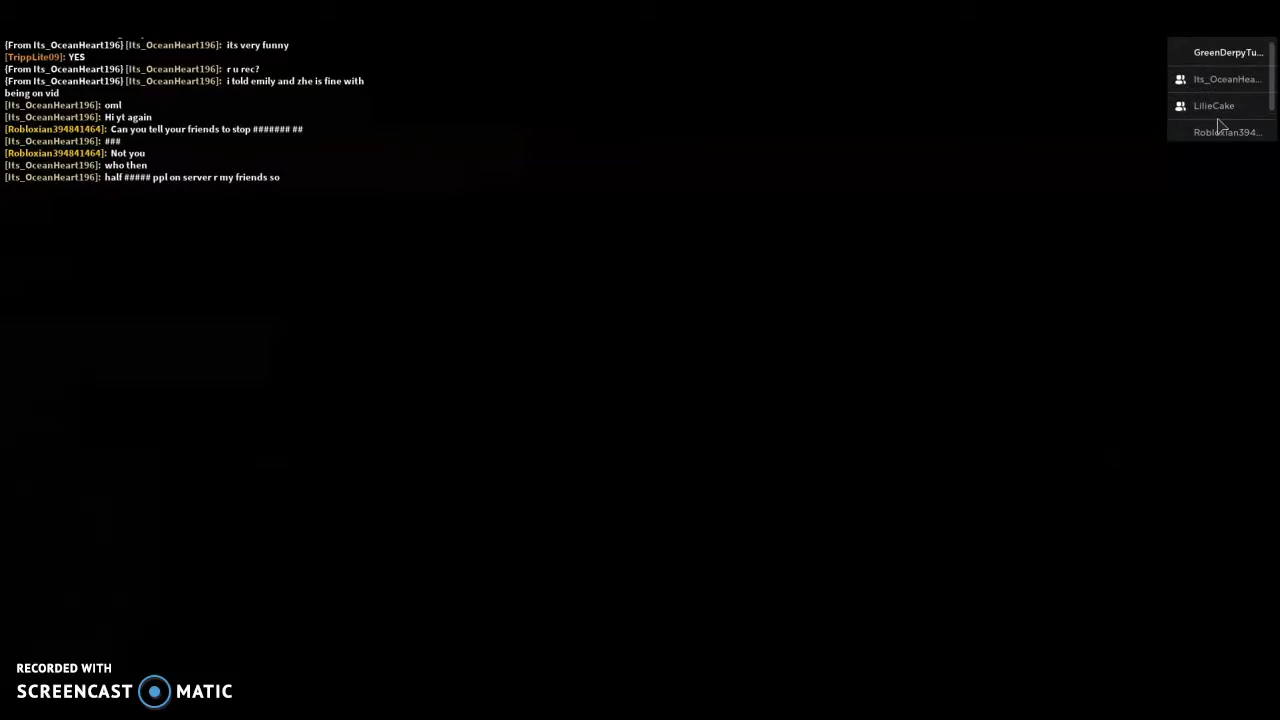 {From Its_OceanHeart196} [Its_OceanHeart196]: its very funny
[TrippLite09]: YES
{From Its_OceanHeart196} [Its_OceanHeart196]: r u rec?
{From Its_OceanHeart196} [Its_OceanHeart196]: i told emily and zhe is fine with
being on vid
[Its_OceanHeart196]: oml
[Its_OceanHeart196]: Hi yt again
[Robloxian394841464]: Can you tell your friends to stop ####### ##
[Its_OceanHeart196]: ###
[Robloxian394841464]: Not you
[Its_OceanHeart196]: who then
[Its_OceanHeart196]: half ##### ppl on server r my friends so
GreenDerpyTu...
Its_OceanHea...
LilieCake
Robloxian394...
RECORDED WITH
SCREENCAST MATIC